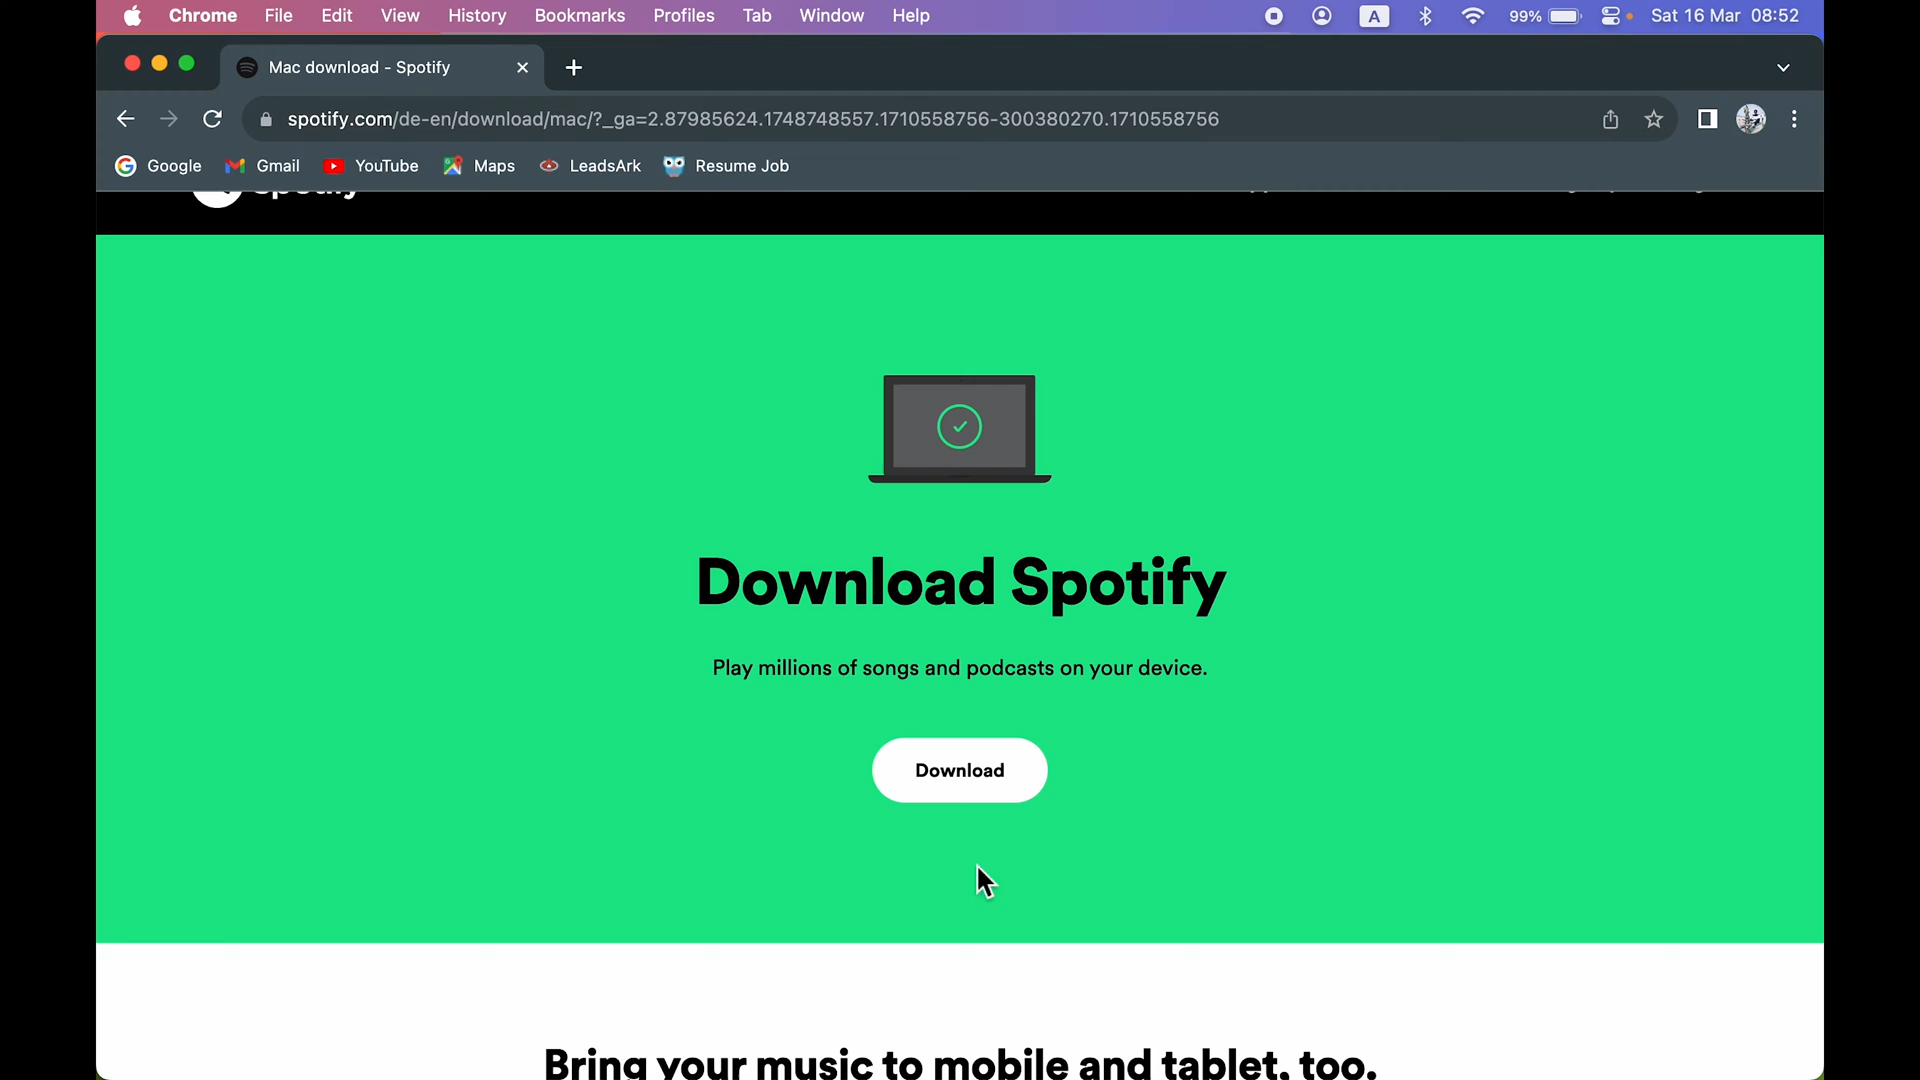 Chrome File Edit View History Bookmarks Profiles Tab Window Help A 99% Sat 16 Mar 08:52
Mac download - Spotify
spotify.com/de-en/download/mac/?_ga=2.87985624.1748748557.1710558756-300380270.1710558756
Google Gmail YouTube Maps LeadsArk Resume Job
Spotify
Download Spotify
Play millions of songs and podcasts on your device.
Download
Bring your music to mobile and tablet, too.